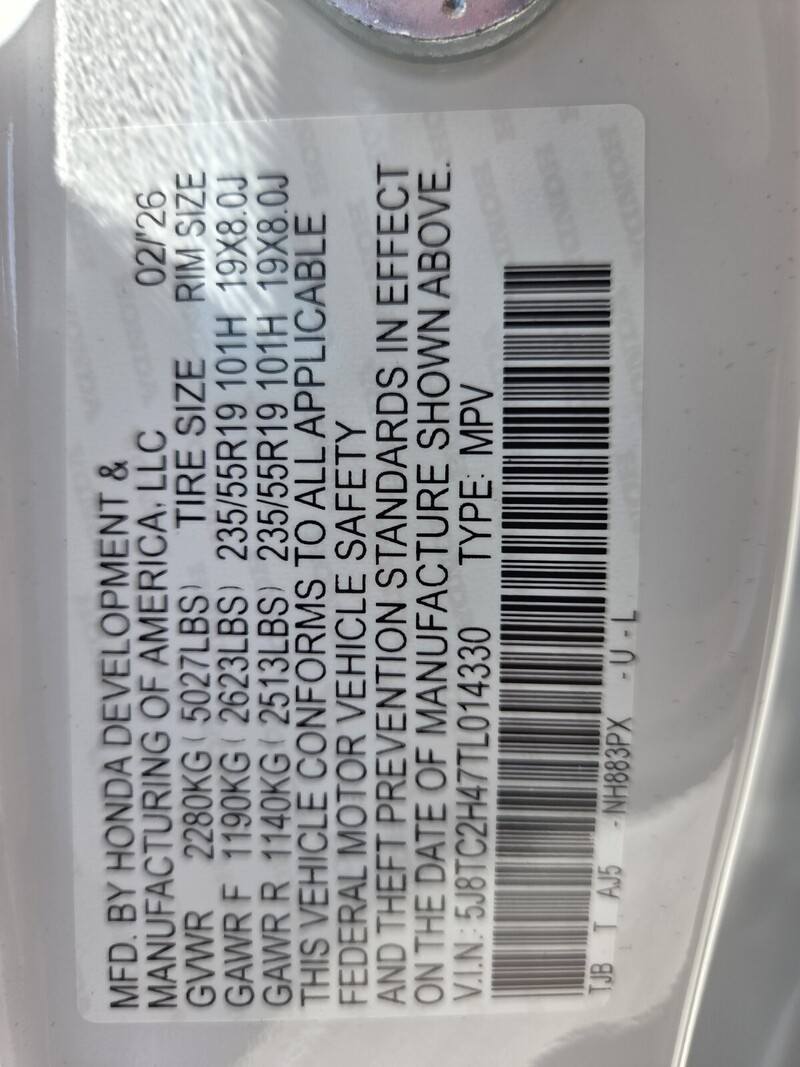 MFD. BY HONDA DEVELOPMENT &
MANUFACTURING OF AMERICA, LLC 02/'26
GVWR 2280KG ( 5027LBS ) TIRE SIZE RIM SIZE
GAWR F 1190KG ( 2623LBS ) 235/55R19 101H 19X8.0J
GAWR R 1140KG ( 2513LBS ) 235/55R19 101H 19X8.0J
THIS VEHICLE CONFORMS TO ALL APPLICABLE
FEDERAL MOTOR VEHICLE SAFETY
AND THEFT PREVENTION STANDARDS IN EFFECT
ON THE DATE OF MANUFACTURE SHOWN ABOVE.
V.I.N.: 5J8TC2H47TL014330 TYPE: MPV
TJB T AJ5 - NH883PX - U - L